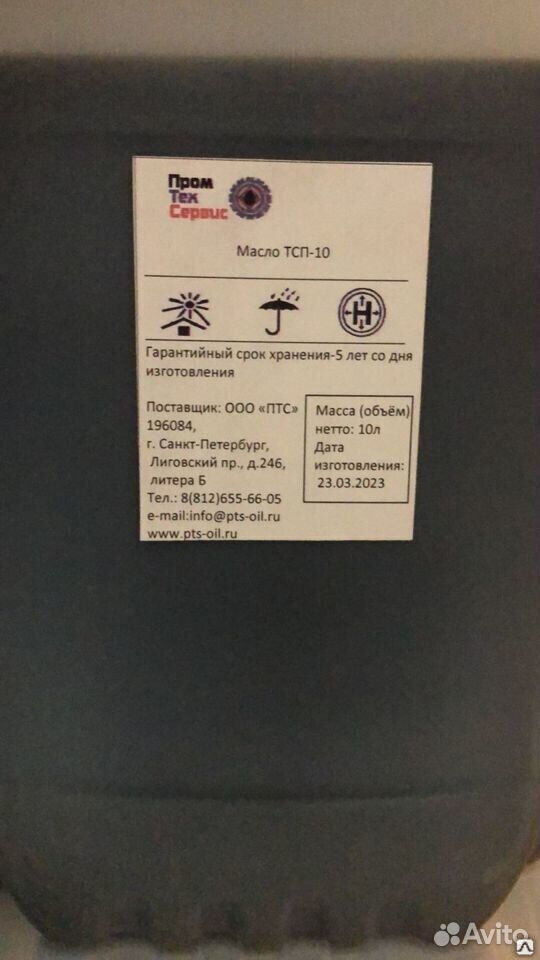 Пром
Тех
Сервис
Масло ТСП-10
Н
Гарантийный срок хранения-5 лет со дня
изготовления
Поставщик: ООО «ПТС»
196084,
г. Санкт-Петербург,
Лиговский пр., д.246,
литера Б
Тел.: 8(812)655-66-05
e-mail:info@pts-oil.ru
www.pts-oil.ru
Масса (объём)
нетто: 10л
Дата
изготовления:
23.03.2023
Avito